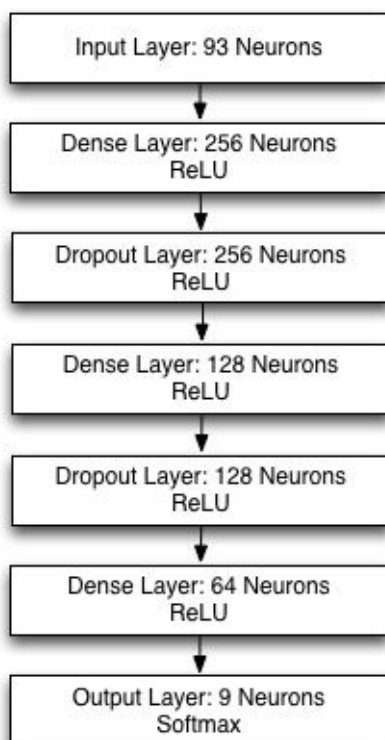 Input Layer: 93 Neurons
Dense Layer: 256 Neurons
ReLU
Dropout Layer: 256 Neurons
ReLU
Dense Layer: 128 Neurons
ReLU
Dropout Layer: 128 Neurons
ReLU
Dense Layer: 64 Neurons
ReLU
Output Layer: 9 Neurons
Softmax